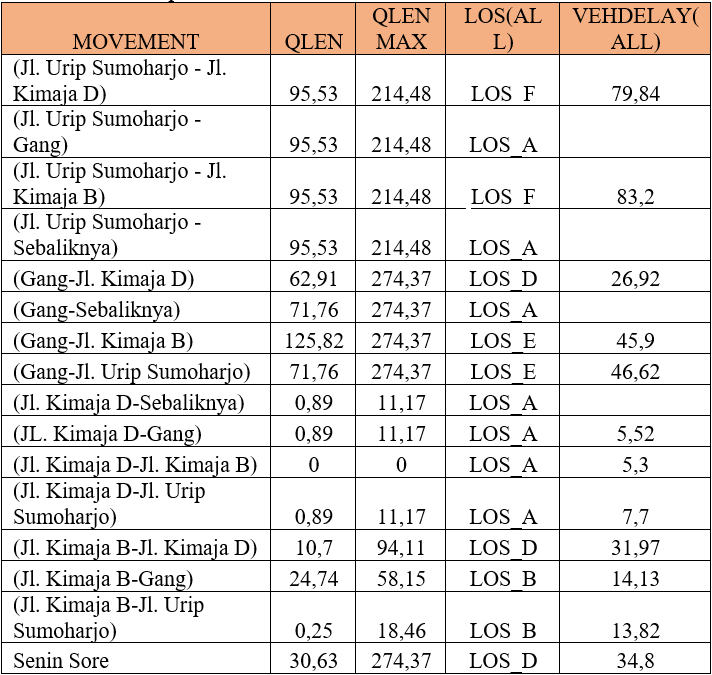 MOVEMENT QLEN QLEN MAX LOS(ALL) VEHDELAY(ALL)
(Jl. Urip Sumoharjo - Jl. Kimaja D) 95,53 214,48 LOS_F 79,84
(Jl. Urip Sumoharjo - Gang) 95,53 214,48 LOS_A
(Jl. Urip Sumoharjo - Jl. Kimaja B) 95,53 214,48 LOS_F 83,2
(Jl. Urip Sumoharjo - Sebaliknya) 95,53 214,48 LOS_A
(Gang-Jl. Kimaja D) 62,91 274,37 LOS_D 26,92
(Gang-Sebaliknya) 71,76 274,37 LOS_A
(Gang-Jl. Kimaja B) 125,82 274,37 LOS_E 45,9
(Gang-Jl. Urip Sumoharjo) 71,76 274,37 LOS_E 46,62
(Jl. Kimaja D-Sebaliknya) 0,89 11,17 LOS_A
(JL. Kimaja D-Gang) 0,89 11,17 LOS_A 5,52
(Jl. Kimaja D-Jl. Kimaja B) 0 0 LOS_A 5,3
(Jl. Kimaja D-Jl. Urip Sumoharjo) 0,89 11,17 LOS_A 7,7
(Jl. Kimaja B-Jl. Kimaja D) 10,7 94,11 LOS_D 31,97
(Jl. Kimaja B-Gang) 24,74 58,15 LOS_B 14,13
(Jl. Kimaja B-Jl. Urip Sumoharjo) 0,25 18,46 LOS_B 13,82
Senin Sore 30,63 274,37 LOS_D 34,8